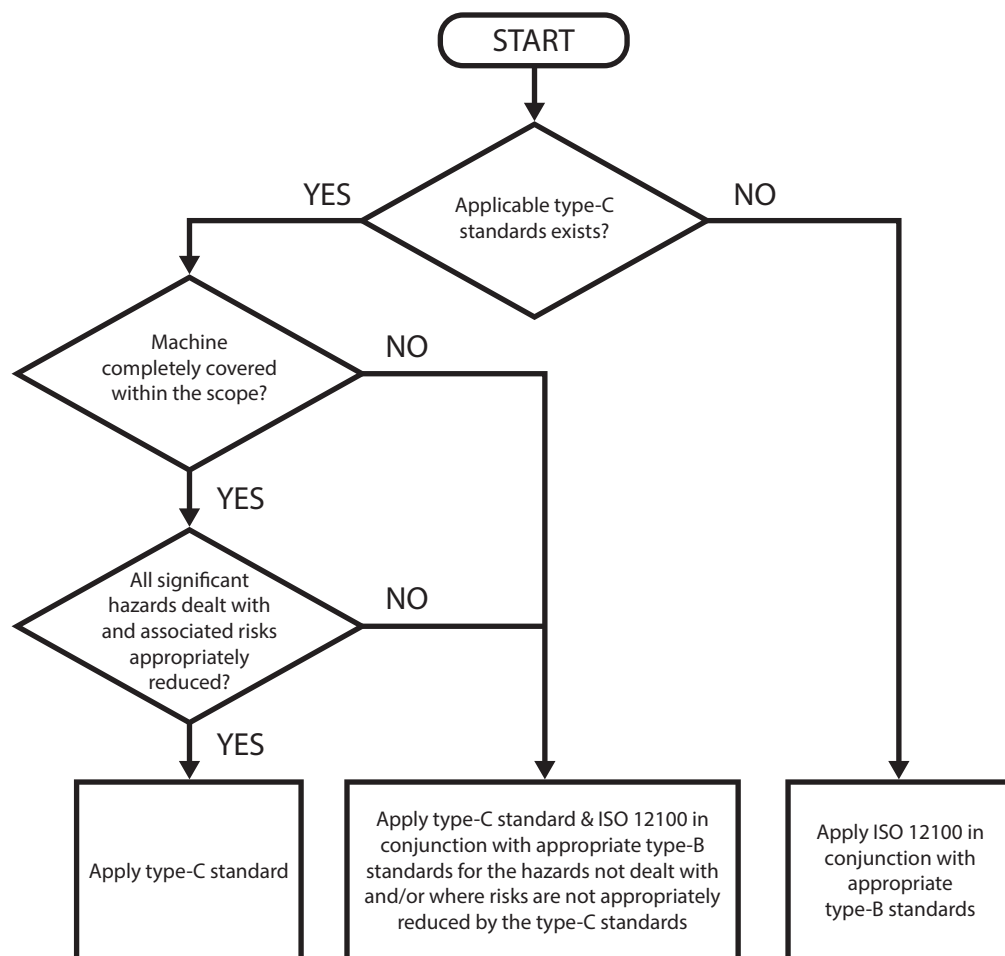 START
YES
NO
Applicable type-C
standards exists?
Machine
completely covered
within the scope?
NO
YES
All significant
hazards dealt with
and associated risks
appropriately
reduced?
NO
YES
Apply type-C standard
Apply type-C standard & ISO 12100 in
conjunction with appropriate type-B
standards for the hazards not dealt with
and/or where risks are not appropriately
reduced by the type-C standards
Apply ISO 12100 in
conjunction with
appropriate
type-B standards